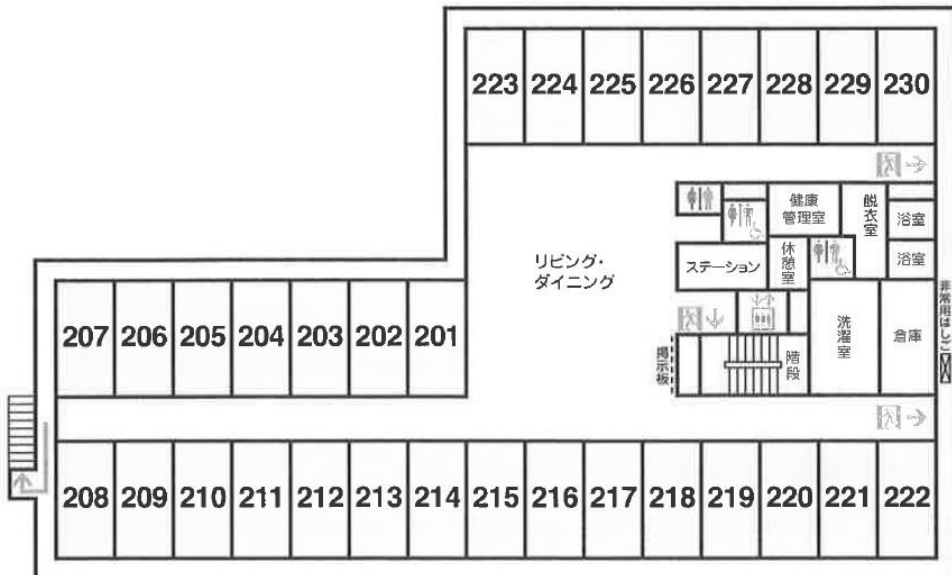 223 224 225 226 227 228 229 230
健康
管理室
脱衣室
浴室
リビング・
ダイニング
ステーション
休憩室
浴室
非常用はしご
207 206 205 204 203 202 201
掲示板
階段
洗濯室
倉庫
208 209 210 211 212 213 214 215 216 217 218 219 220 221 222